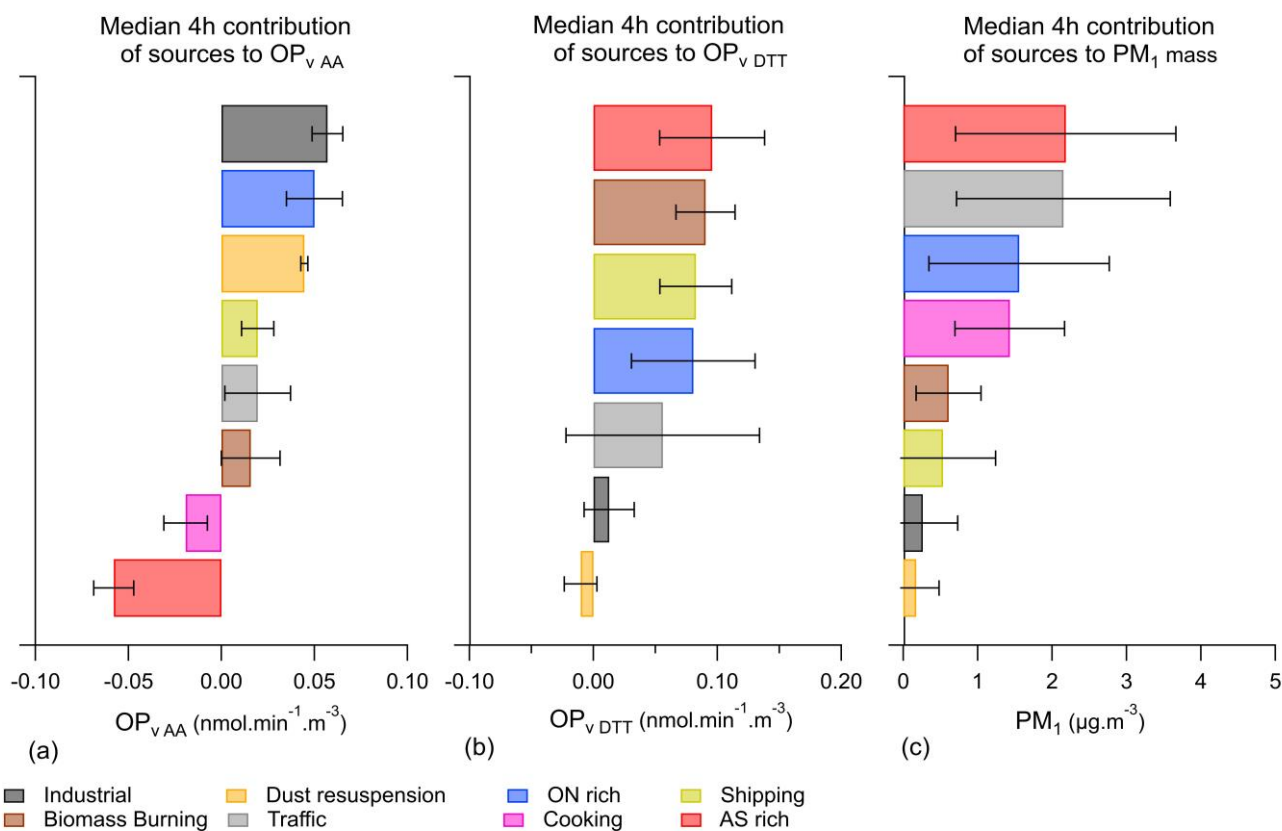 Median 4h contribution
of sources to OPv AA
Median 4h contribution
of sources to OPv DTT
Median 4h contribution
of sources to PM1 mass
-0.10 -0.05 0.00 0.05 0.10
OPv AA (nmol.min-1.m-3)
(a)
-0.10 0.00 0.10 0.20
OPv DTT (nmol.min-1.m-3)
(b)
0 1 2 3 4 5
PM1 (µg.m-3)
(c)
Industrial Dust resuspension ON rich Shipping
Biomass Burning Traffic Cooking AS rich